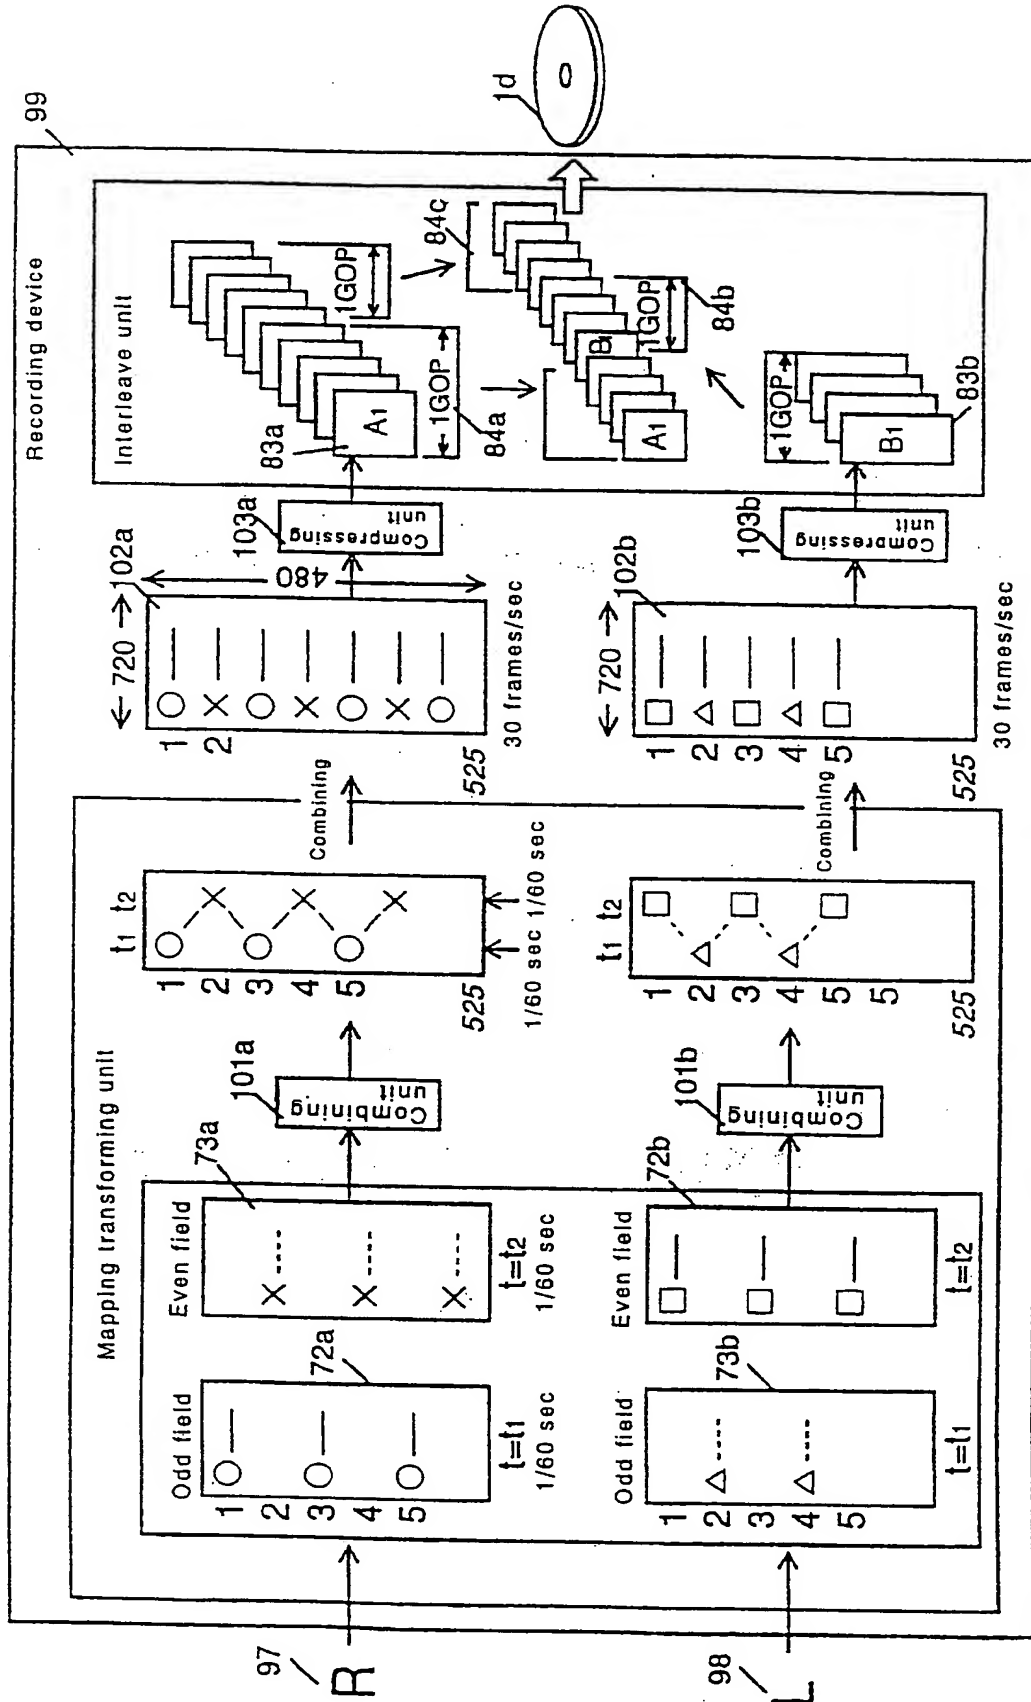 Recording device
99
Mapping transforming unit
Interleave unit
97
R
98
L
Odd field
72a
1
2
3
4
5
t=t1
1/60 sec
Even field
73a
t=t2
1/60 sec
Odd field
73b
1
2
3
4
5
t=t1
Even field
72b
t=t2
101a
Combining
unit
101b
Combining
unit
t1 t2
1
2
3
4
5
525
1/60 sec 1/60 sec
t1 t2
1
2
3
4
5
5
525
Combining
Combining
720
102a
1
2
525
480
30 frames/sec
720
102b
1
2
3
4
5
525
30 frames/sec
103a
Compressing
unit
103b
Compressing
unit
83a
A1
1GOP
84a
1GOP
84c
A1
B1
1GOP
84b
1GOP
B1
83b
1d